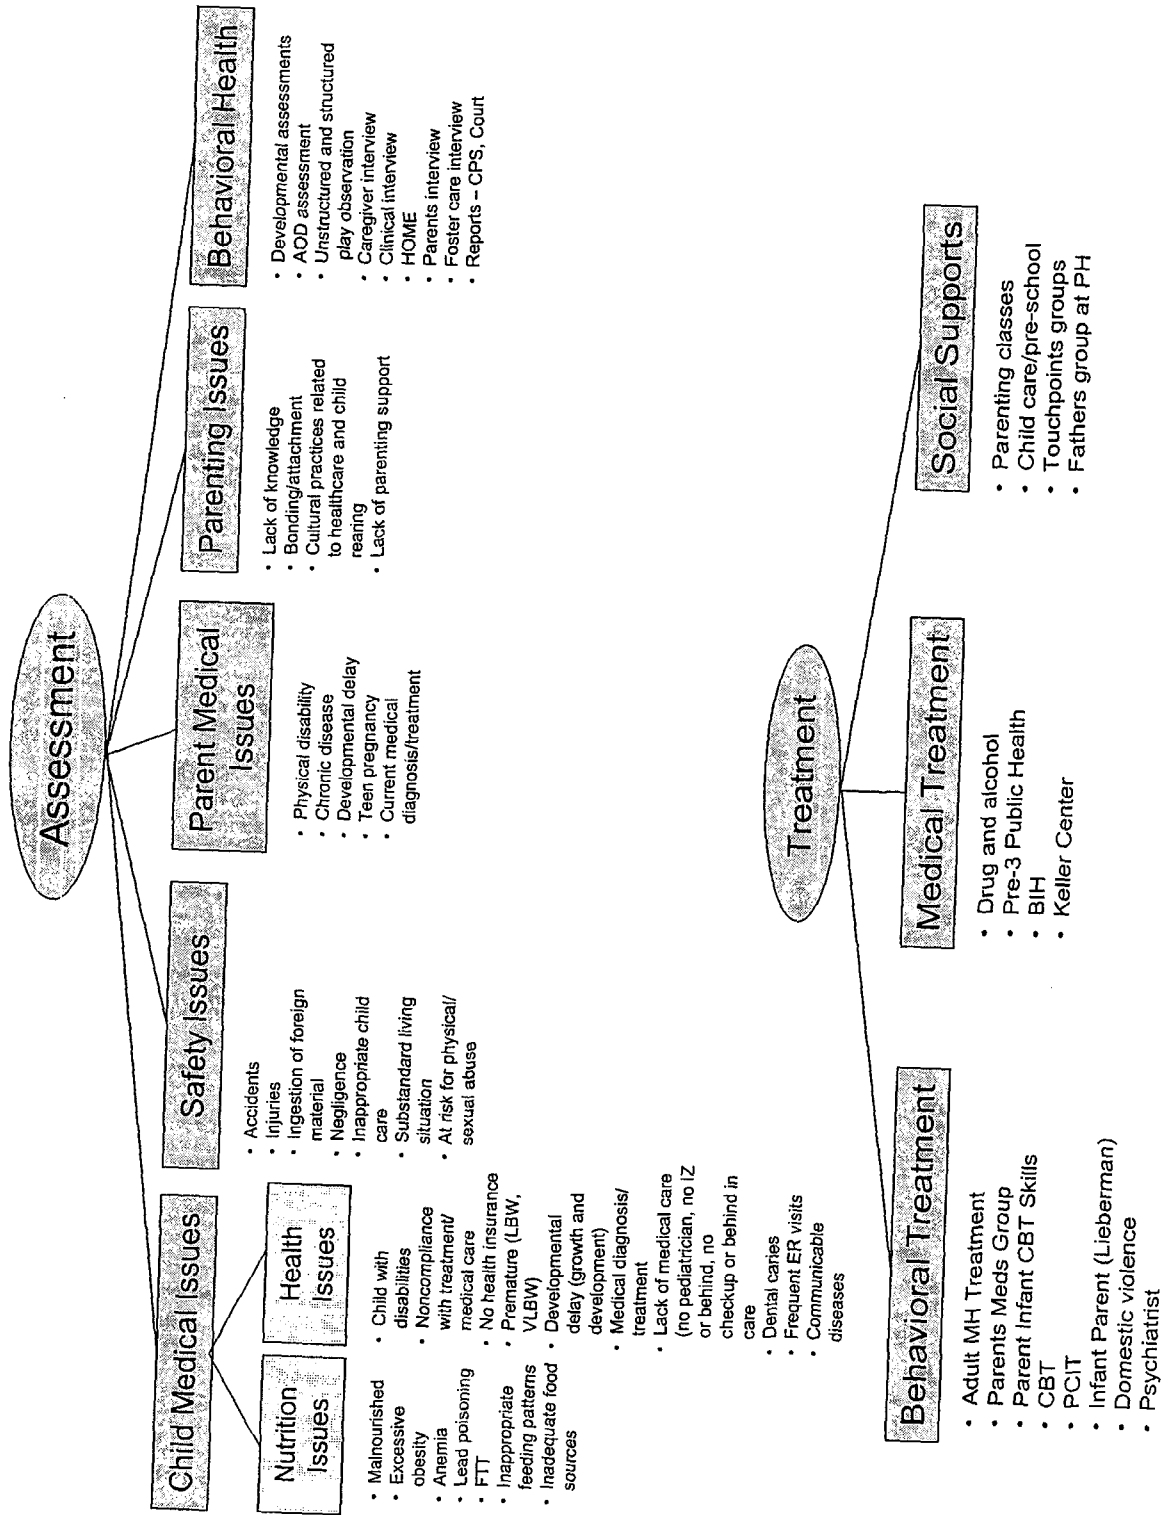 Assessment
Child Medical Issues
Nutrition
Issues
• Malnourished
• Excessive
obesity
• Anemia
• Lead poisoning
• FTT
• Inappropriate
feeding patterns
• Inadequate food
sources
Health
Issues
• Child with
disabilities
• Noncompliance
with treatment/
medical care
• No health insurance
• Premature (LBW,
VLBW)
• Developmental
delay (growth and
development)
• Medical diagnosis/
treatment
• Lack of medical care
(no pediatrician, no IZ
or behind, no
checkup or behind in
care
• Dental caries
• Frequent ER visits
• Communicable
diseases
Safety Issues
• Accidents
• Injuries
• Ingestion of foreign
material
• Negligence
• Inappropriate child
care
• Substandard living
situation
• At risk for physical/
sexual abuse
Parent Medical
Issues
• Physical disability
• Chronic disease
• Developmental delay
• Teen pregnancy
• Current medical
diagnosis/treatment
Parenting Issues
• Lack of knowledge
• Bonding/attachment
• Cultural practices related
to healthcare and child
rearing
• Lack of parenting support
Behavioral Health
• Developmental assessments
• AOD assessment
• Unstructured and structured
play observation
• Caregiver interview
• Clinical interview
• HOME
• Parents interview
• Foster care interview
• Reports – CPS, Court
Treatment
Behavioral Treatment
• Adult MH Treatment
• Parents Meds Group
• Parent Infant CBT Skills
• CBT
• PCIT
• Infant Parent (Lieberman)
• Domestic violence
• Psychiatrist
Medical Treatment
• Drug and alcohol
• Pre-3 Public Health
• BIH
• Keller Center
Social Supports
• Parenting classes
• Child care/pre-school
• Touchpoints groups
• Fathers group at PH